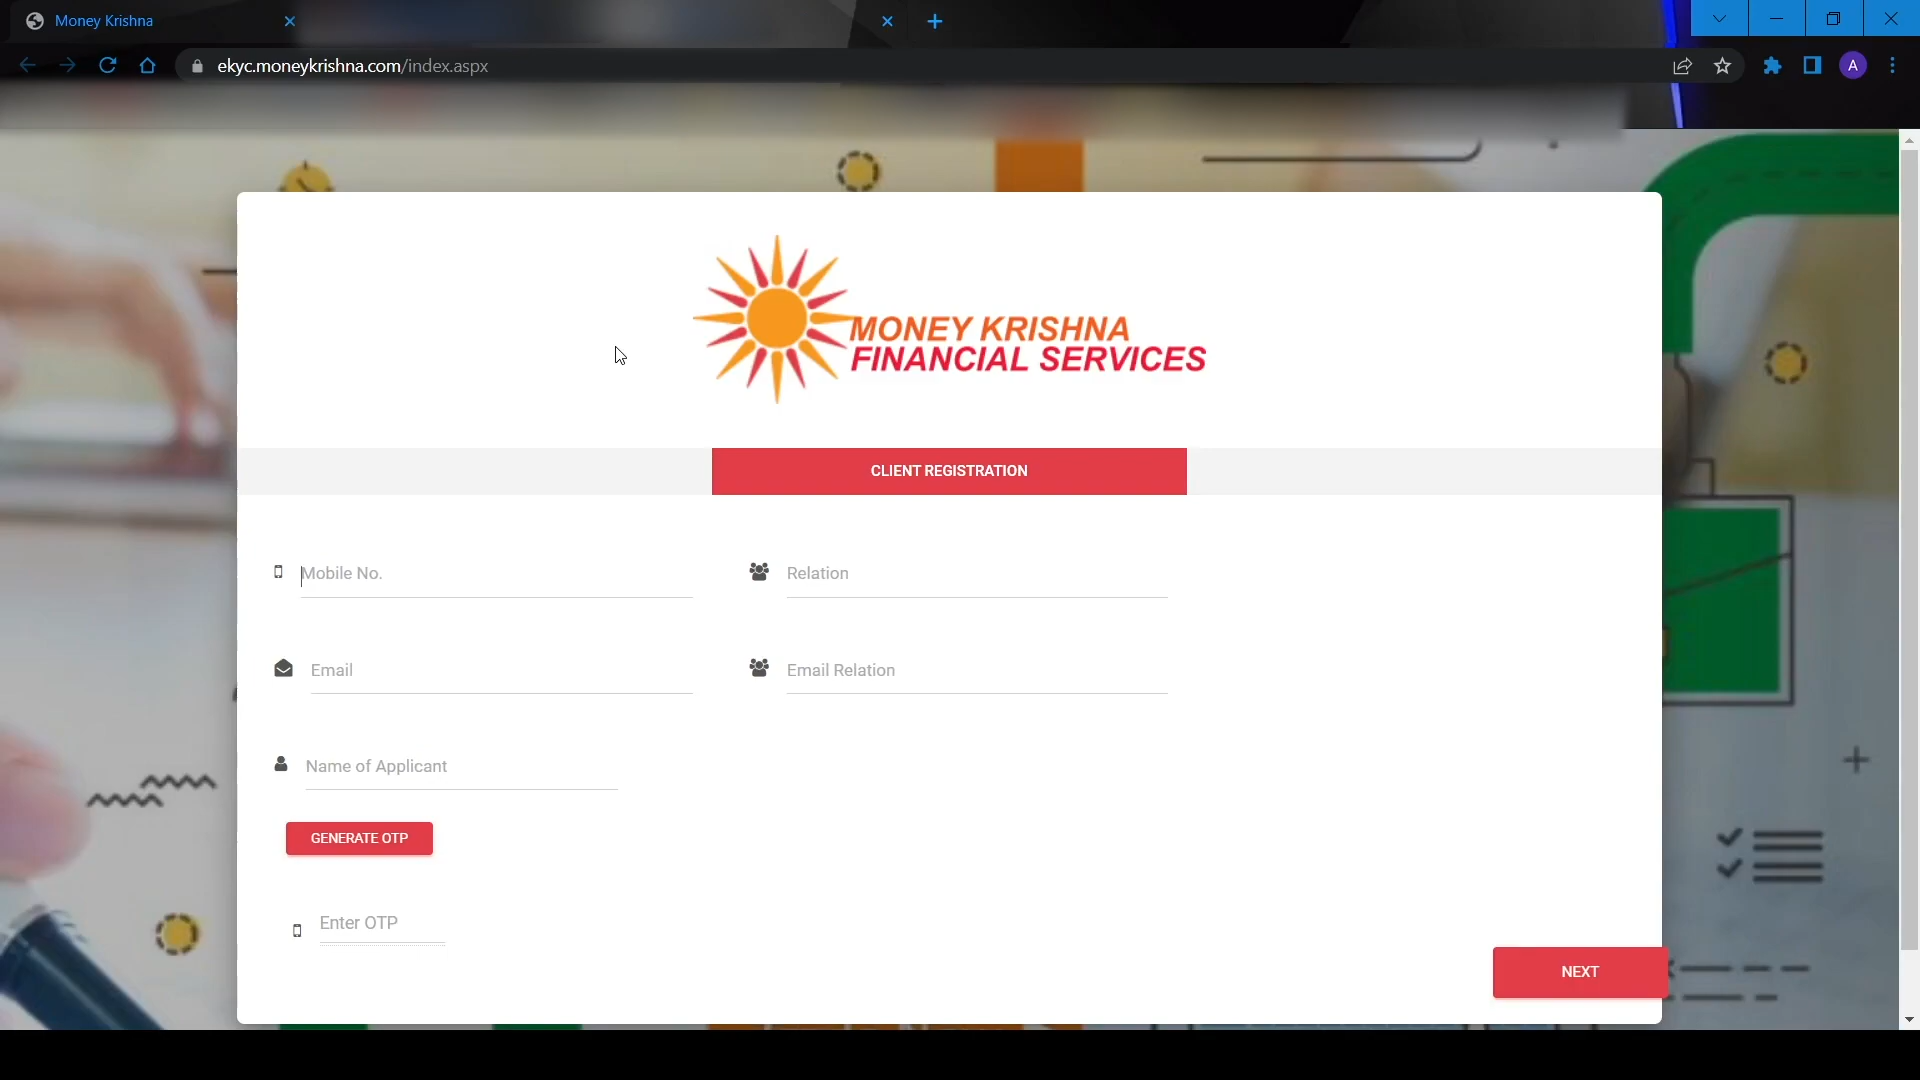 Money Krishna
ekyc.moneykrishna.com/index.aspx
A
MONEY KRISHNA
FINANCIAL SERVICES
CLIENT REGISTRATION
Mobile No.
Relation
Email
Email Relation
Name of Applicant
GENERATE OTP
Enter OTP
NEXT